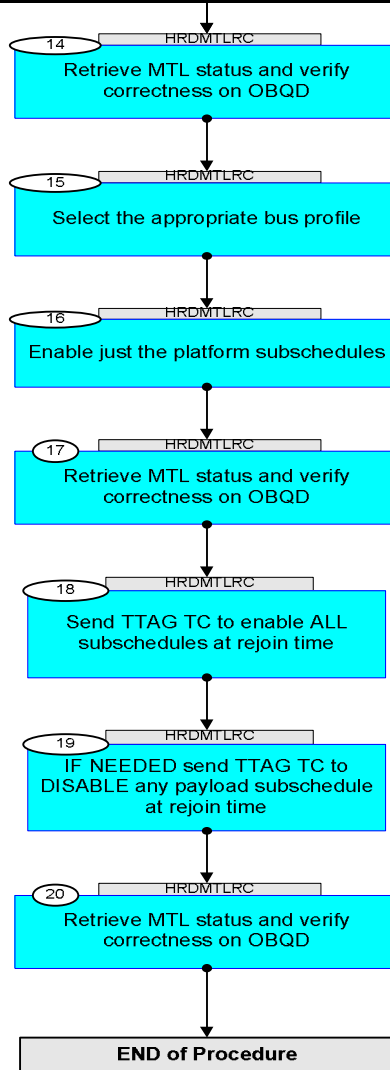 HRDMTLRC
14
Retrieve MTL status and verify
correctness on OBQD
HRDMTLRC
15
Select the appropriate bus profile
HRDMTLRC
16
Enable just the platform subschedules
HRDMTLRC
17
Retrieve MTL status and verify
correctness on OBQD
HRDMTLRC
18
Send TTAG TC to enable ALL
subschedules at rejoin time
HRDMTLRC
19
IF NEEDED send TTAG TC to
DISABLE any payload subschedule
at rejoin time
HRDMTLRC
20
Retrieve MTL status and verify
correctness on OBQD
END of Procedure